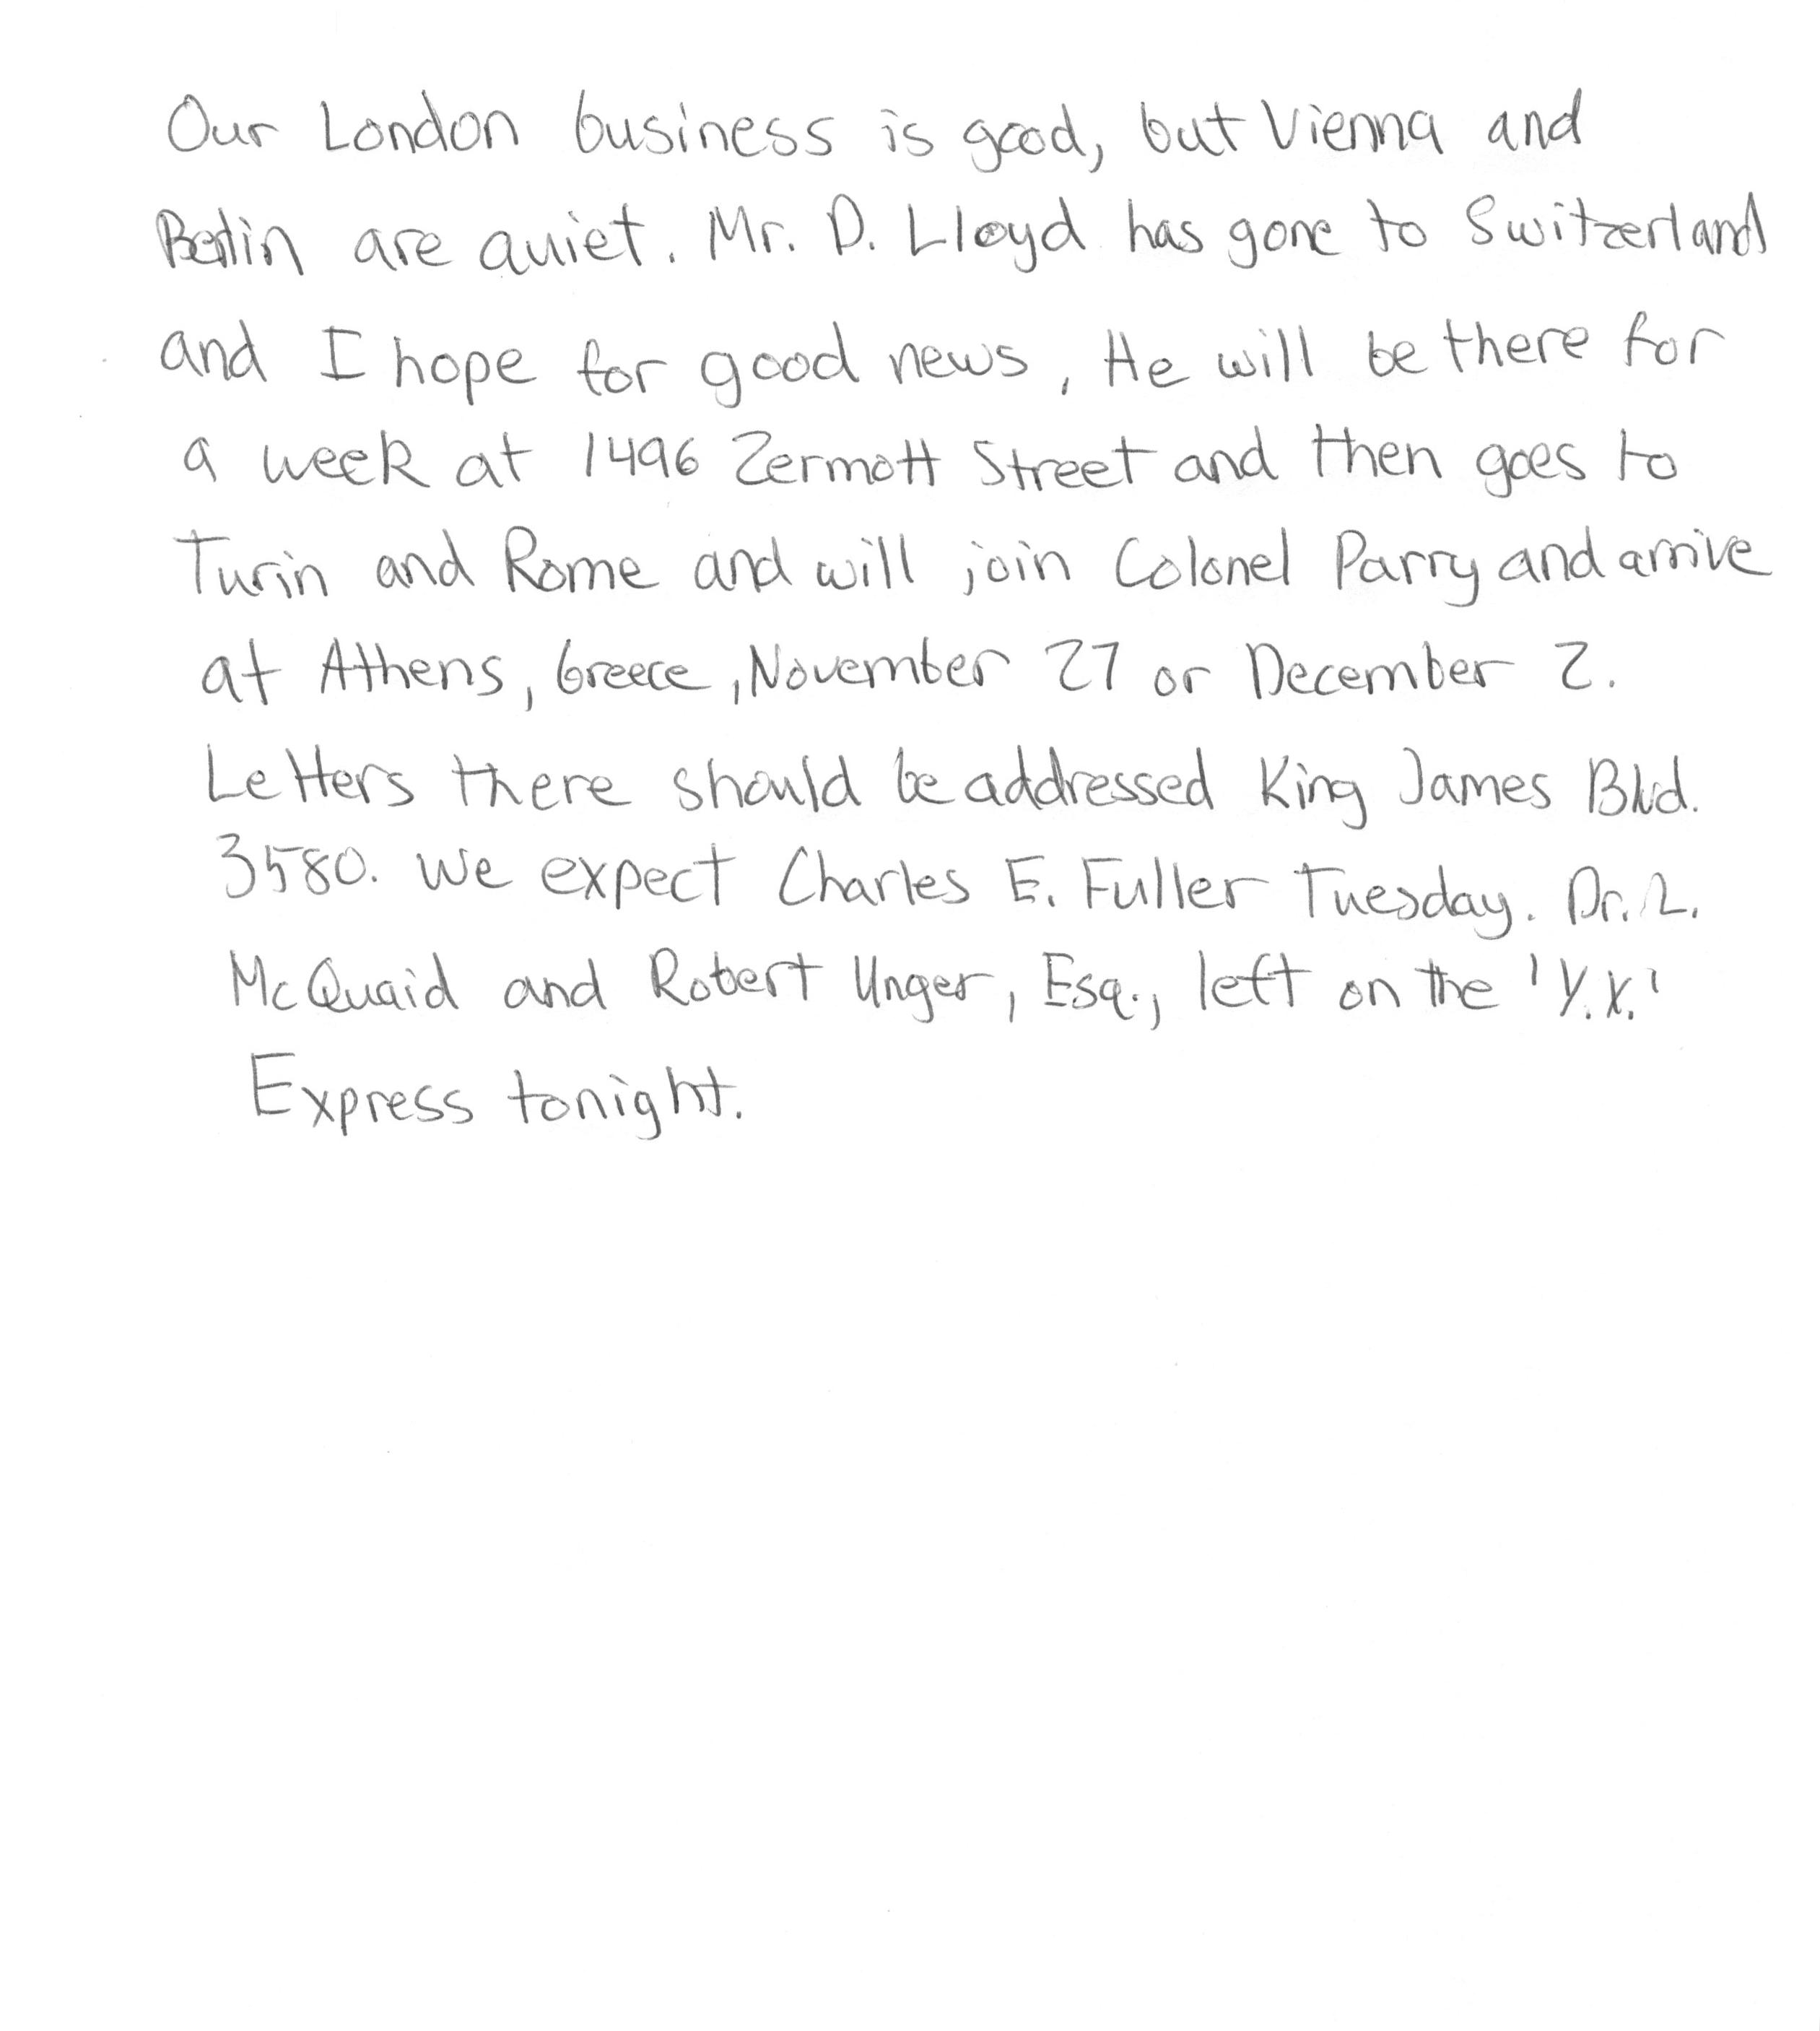 Our London business is good, but Vienna and
Berlin are quiet. Mr. D. Lloyd has gone to Switzerland
and I hope for good news. He will be there for
a week at 1496 Zermott Street and then goes to
Turin and Rome and will join Colonel Parry and arrive
at Athens, Greece, November 27 or December 2.
Letters there should be addressed King James Blvd.
3580. We expect Charles E. Fuller Tuesday. Dr. L.
McQuaid and Robert Unger, Esq., left on the 'Y.X.'
Express tonight.